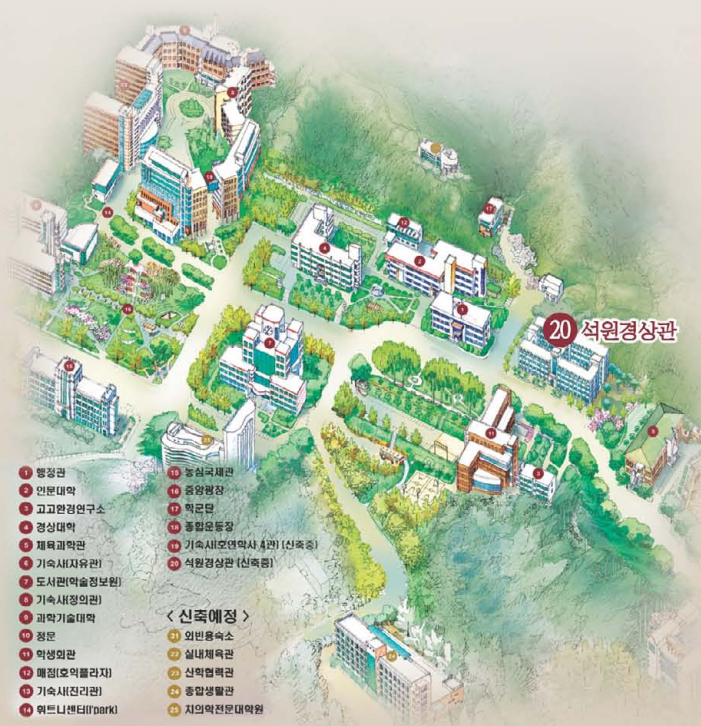 20 석원경상관
1 행정관
2 인문대학
3 고고환경연구소
4 경상대학
5 체육과학관
6 기숙사(자유관)
7 도서관(학술정보원)
8 기숙사(정의관)
9 과학기술대학
10 정문
11 학생회관
12 매점(호익플라자)
13 기숙사(진리관)
14 휘트니센터(I'park)
15 농심국제관
16 중앙광장
17 학군단
18 종합운동장
19 기숙사(호연학사 4관) (신축중)
20 석원경상관 (신축중)
< 신축예정 >
21 외빈용숙소
22 실내체육관
23 산학협력관
24 종합생활관
25 치의학전문대학원